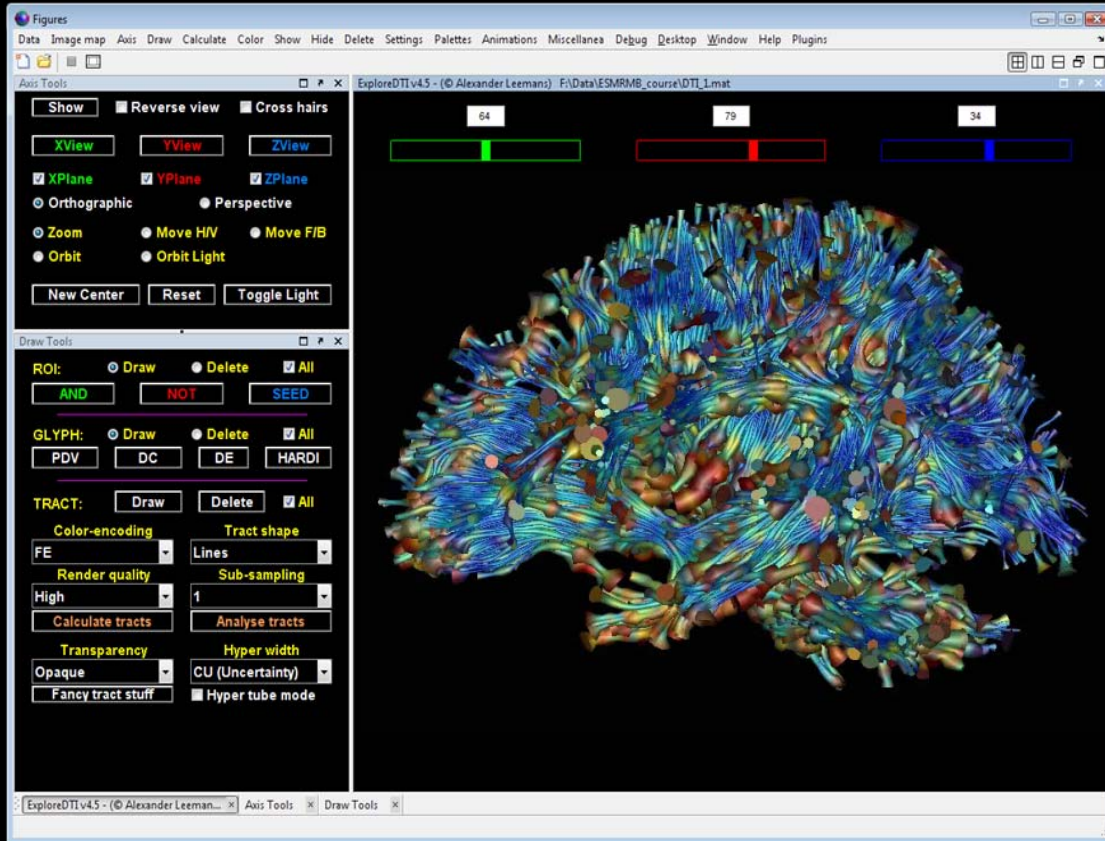 Figures
Data Image map Axis Draw Calculate Color Show Hide Delete Settings Palettes Animations Miscellanea Debug Desktop Window Help Plugins
Axis Tools
Show Reverse view Cross hairs
XView YView ZView
XPlane YPlane ZPlane
Orthographic Perspective
Zoom Move H/V Move F/B
Orbit Orbit Light
New Center Reset Toggle Light
Draw Tools
ROI: Draw Delete All
AND NOT SEED
GLYPH: Draw Delete All
PDV DC DE HARDI
TRACT: Draw Delete All
Color-encoding Tract shape
FE Lines
Render quality Sub-sampling
High 1
Calculate tracts Analyse tracts
Transparency Hyper width
Opaque CU (Uncertainty)
Fancy tract stuff Hyper tube mode
ExploreDTI v4.5 - (© Alexander Leemans) F:\Data\ESMRMB_course\DTI_1.mat
64 79 34
ExploreDTI v4.5 - (© Alexander Leeman... Axis Tools Draw Tools